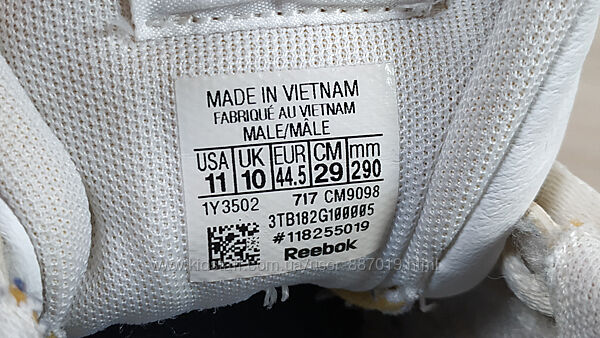 MADE IN VIETNAM
FABRIQUÉ AU VIETNAM
MALE/MÂLE
USA UK EUR CM mm
11 10 44.5 29 290
1Y3502 717 CM9098
3TB182G100005
#118255019
Reebok